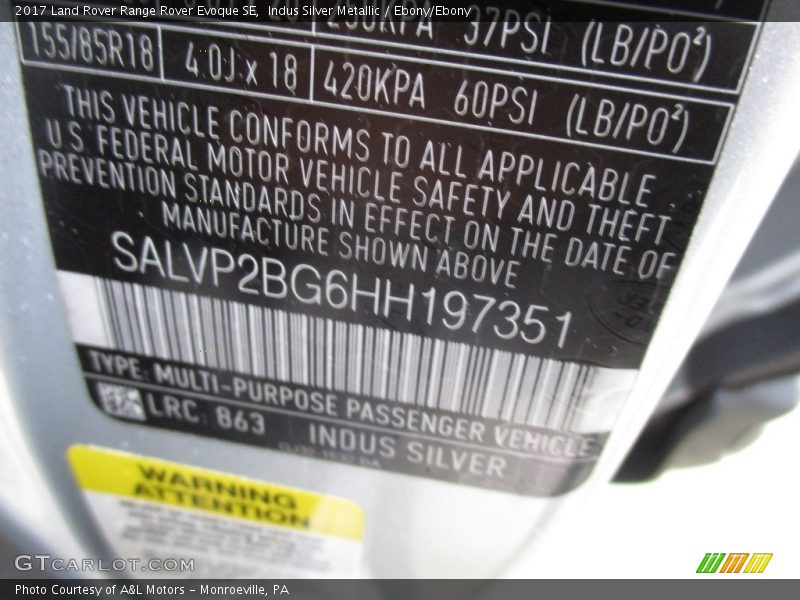 2017 Land Rover Range Rover Evoque SE, Indus Silver Metallic / Ebony/Ebony
250KPA 37PSI (LB/PO²)
155/85R18 4.0J x 18 420KPA 60PSI (LB/PO²)
THIS VEHICLE CONFORMS TO ALL APPLICABLE
U.S. FEDERAL MOTOR VEHICLE SAFETY AND THEFT
PREVENTION STANDARDS IN EFFECT ON THE DATE OF
MANUFACTURE SHOWN ABOVE
SALVP2BG6HH197351
TYPE: MULTI-PURPOSE PASSENGER VEHICLE
LRC: 863 INDUS SILVER
WARNING
ATTENTION
GTCarLot.com
Photo Courtesy of A&L Motors - Monroeville, PA